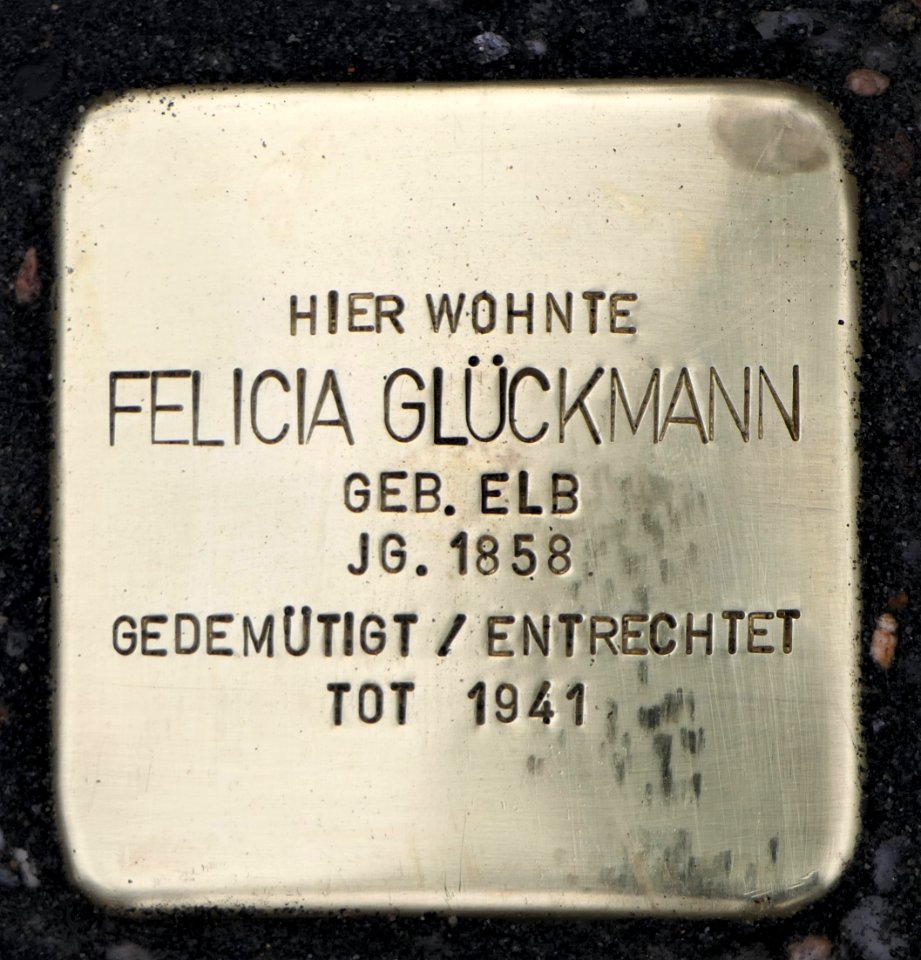 HIER WOHNTE
FELICIA GLÜCKMANN
GEB. ELB
JG. 1858
GEDEMÜTIGT / ENTRECHTET
TOT 1941